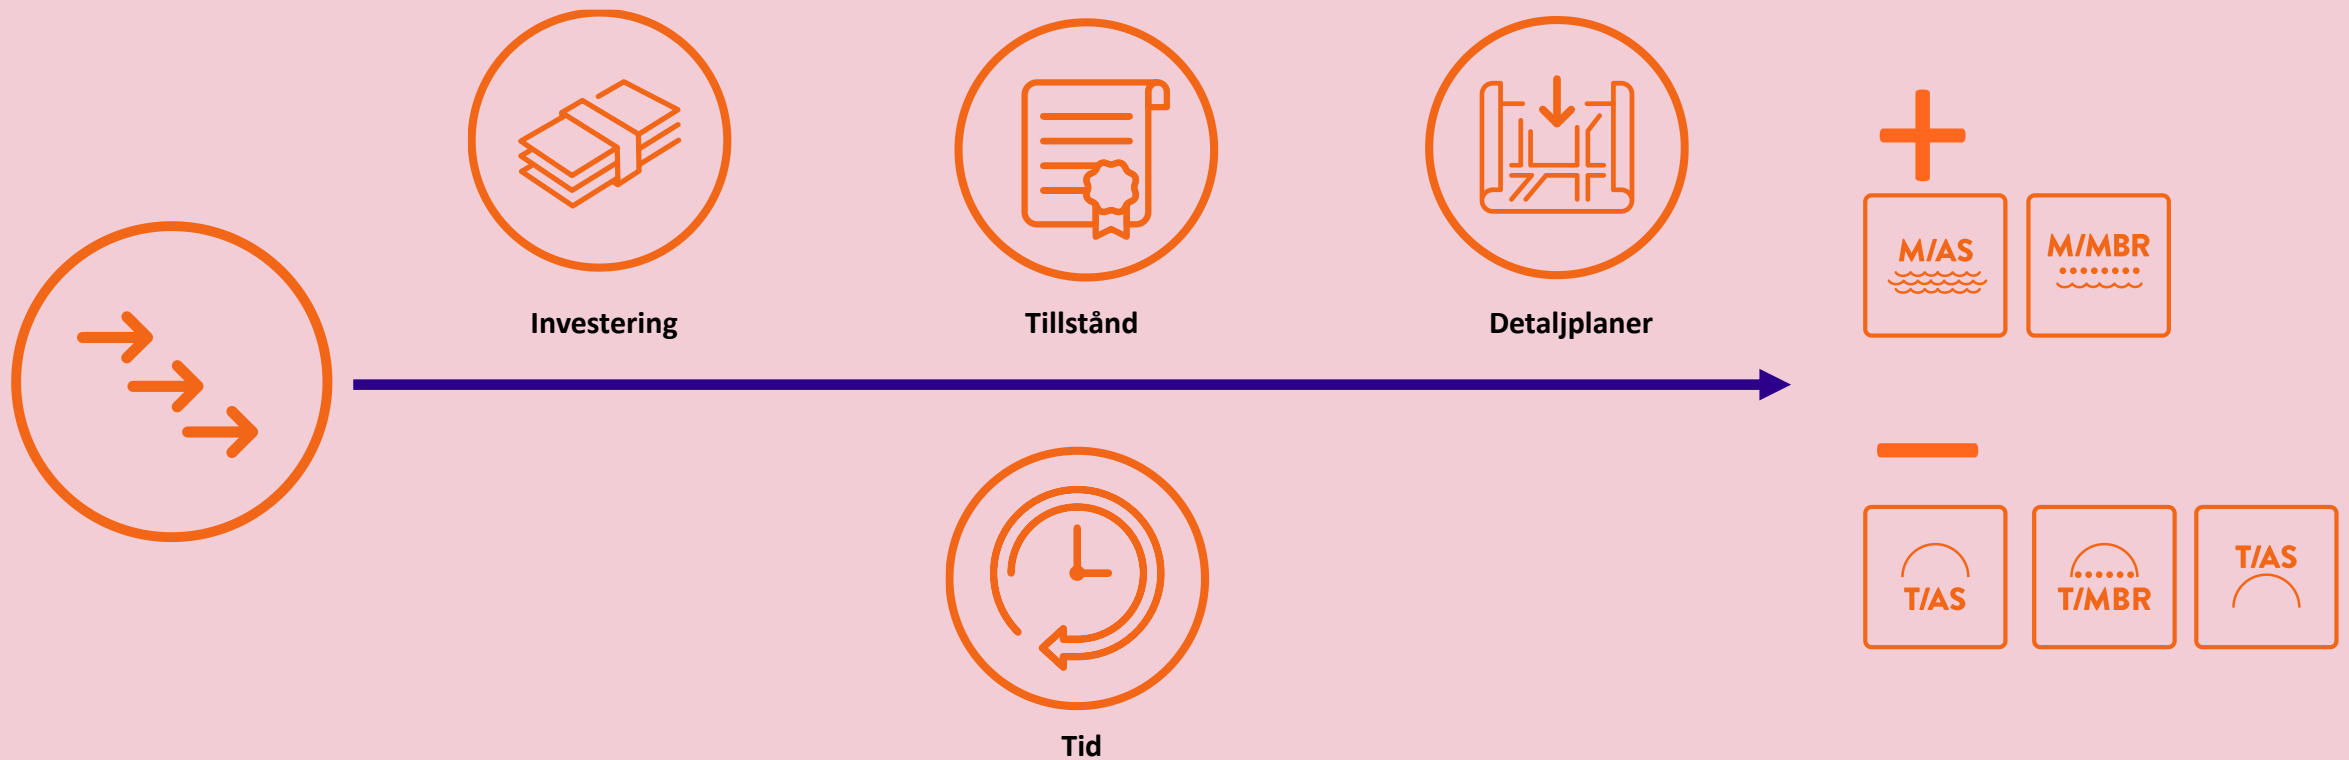 Investering
Tillstånd
Detaljplaner
M/AS
M/MBR
T/AS
T/MBR
T/AS
Tid